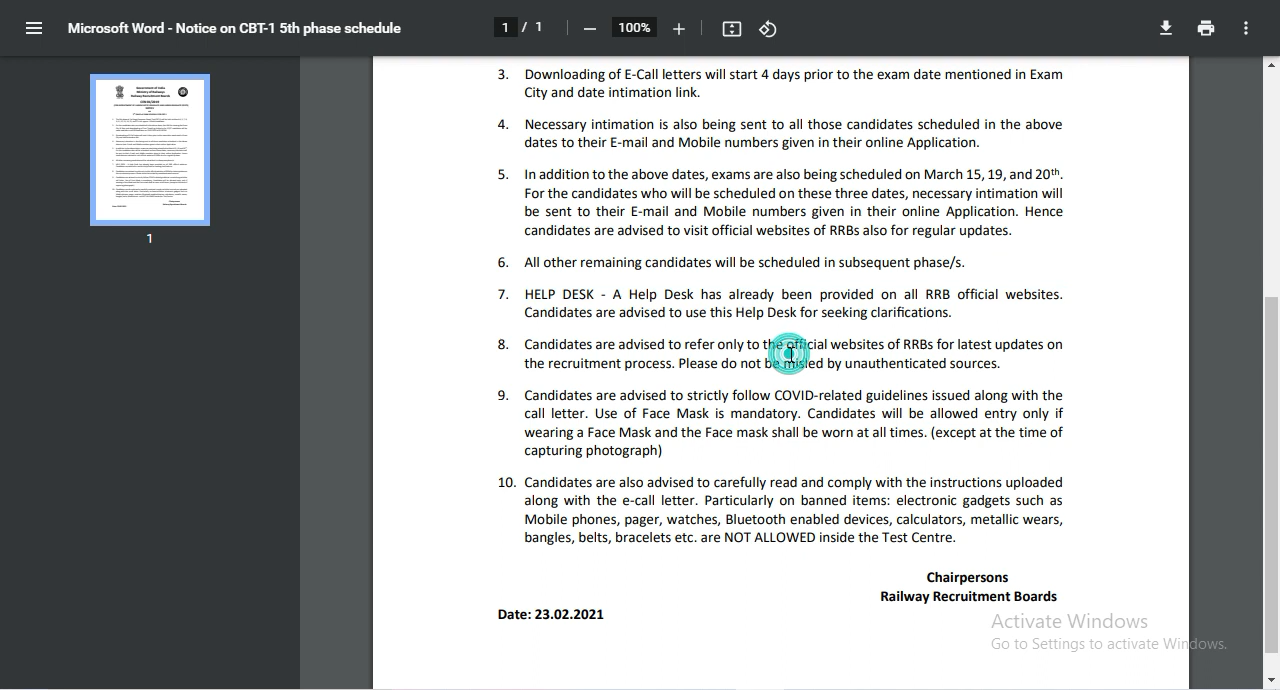 Microsoft Word - Notice on CBT-1 5th phase schedule
1 / 1
100%
3. Downloading of E-Call letters will start 4 days prior to the exam date mentioned in Exam
City and date intimation link.
4. Necessary intimation is also being sent to all the candidates scheduled in the above
dates to their E-mail and Mobile numbers given in their online Application.
5. In addition to the above dates, exams are also being scheduled on March 15, 19, and 20th.
For the candidates who will be scheduled on the three dates, necessary intimation will
be sent to their E-mail and Mobile numbers given in their online Application. Hence
candidates are advised to visit official websites of RRBs also for regular updates.
6. All other remaining candidates will be scheduled in subsequent phase/s.
7. HELP DESK - A Help Desk has already been provided on all RRB official websites.
Candidates are advised to use this Help Desk for seeking clarifications.
8. Candidates are advised to refer only to the official websites of RRBs for latest updates on
the recruitment process. Please do not be misled by unauthenticated sources.
9. Candidates are advised to strictly follow COVID-related guidelines issued along with the
call letter. Use of Face Mask is mandatory. Candidates will be allowed entry only if
wearing a Face Mask and the Face mask shall be worn at all times. (except at the time of
capturing photograph)
10. Candidates are also advised to carefully read and comply with the instructions uploaded
along with the e-call letter. Particularly on banned items: electronic gadgets such as
Mobile phones, pager, watches, Bluetooth enabled devices, calculators, metallic wears,
bangles, belts, bracelets etc. are NOT ALLOWED inside the Test Centre.
Chairpersons
Railway Recruitment Boards
Date: 23.02.2021
Activate Windows
Go to Settings to activate Windows.
1